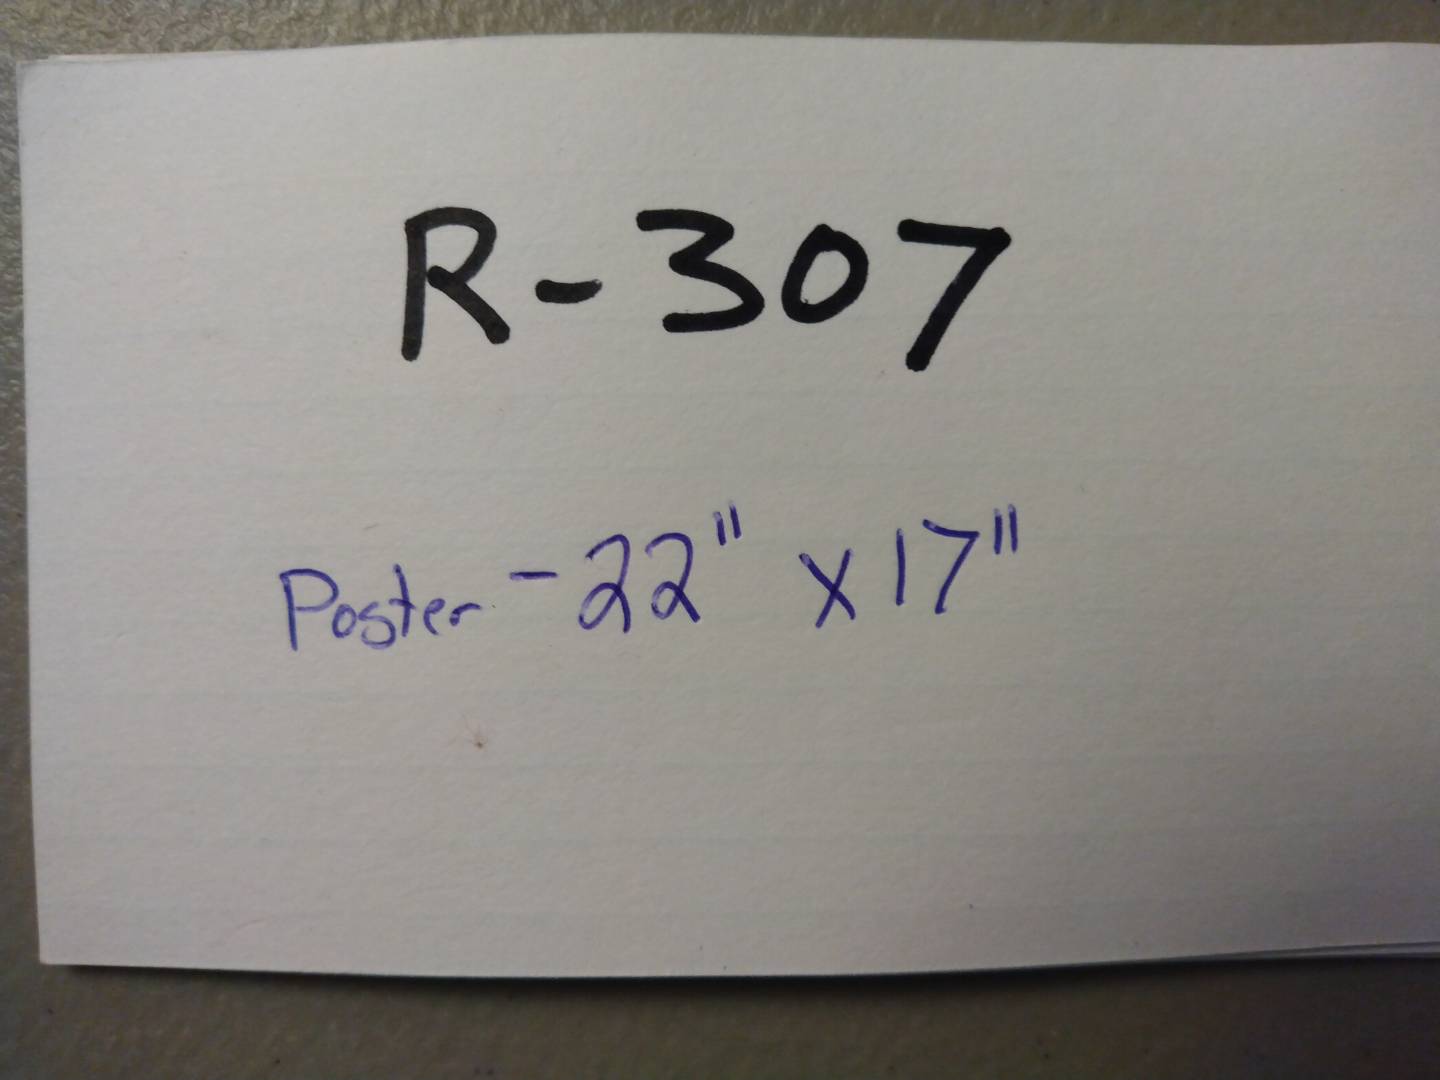 R-307
Poster - 22" x 17"